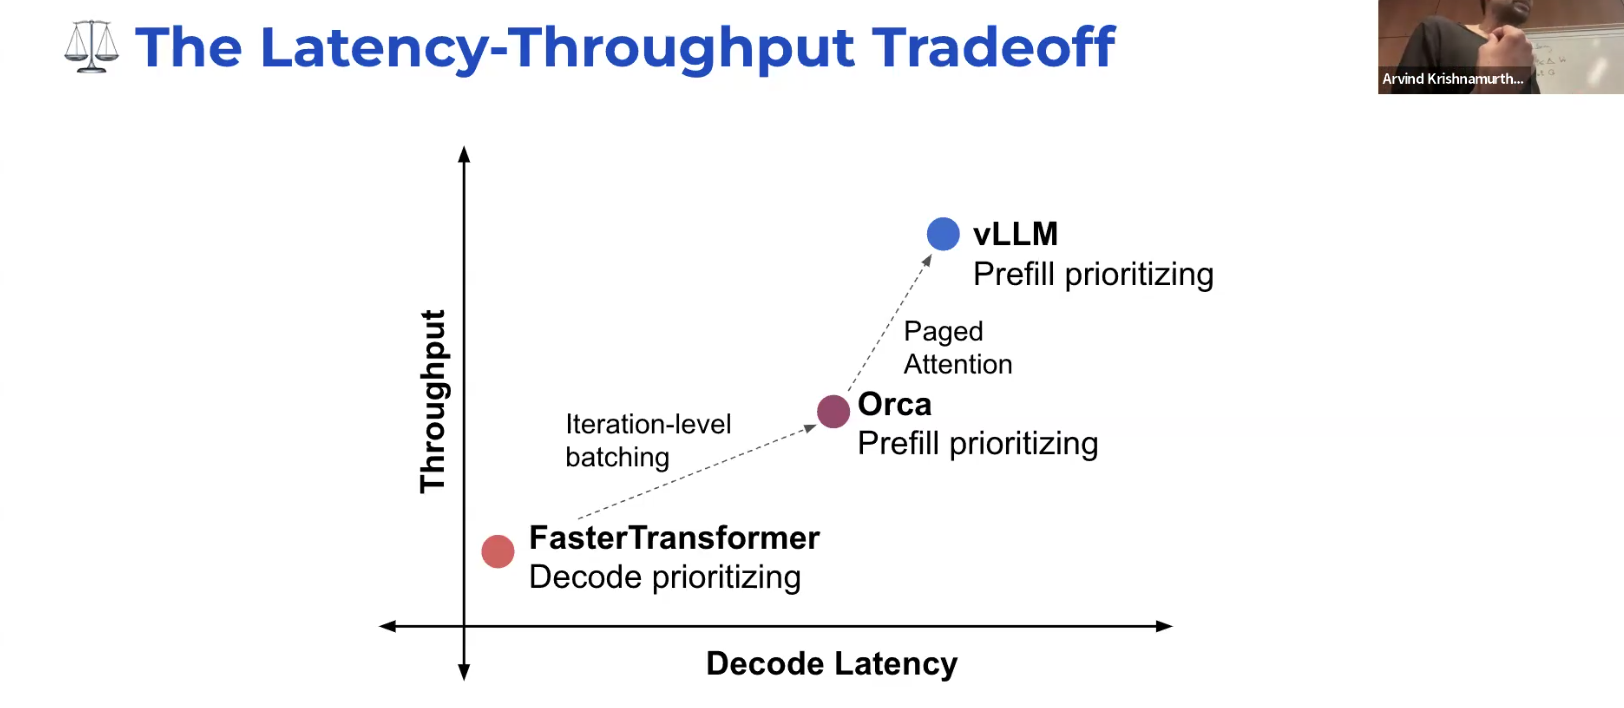 The Latency-Throughput Tradeoff
Arvind Krishnamurth...
vLLM
Prefill prioritizing
Paged
Attention
Orca
Prefill prioritizing
Iteration-level
batching
FasterTransformer
Decode prioritizing
Throughput
Decode Latency